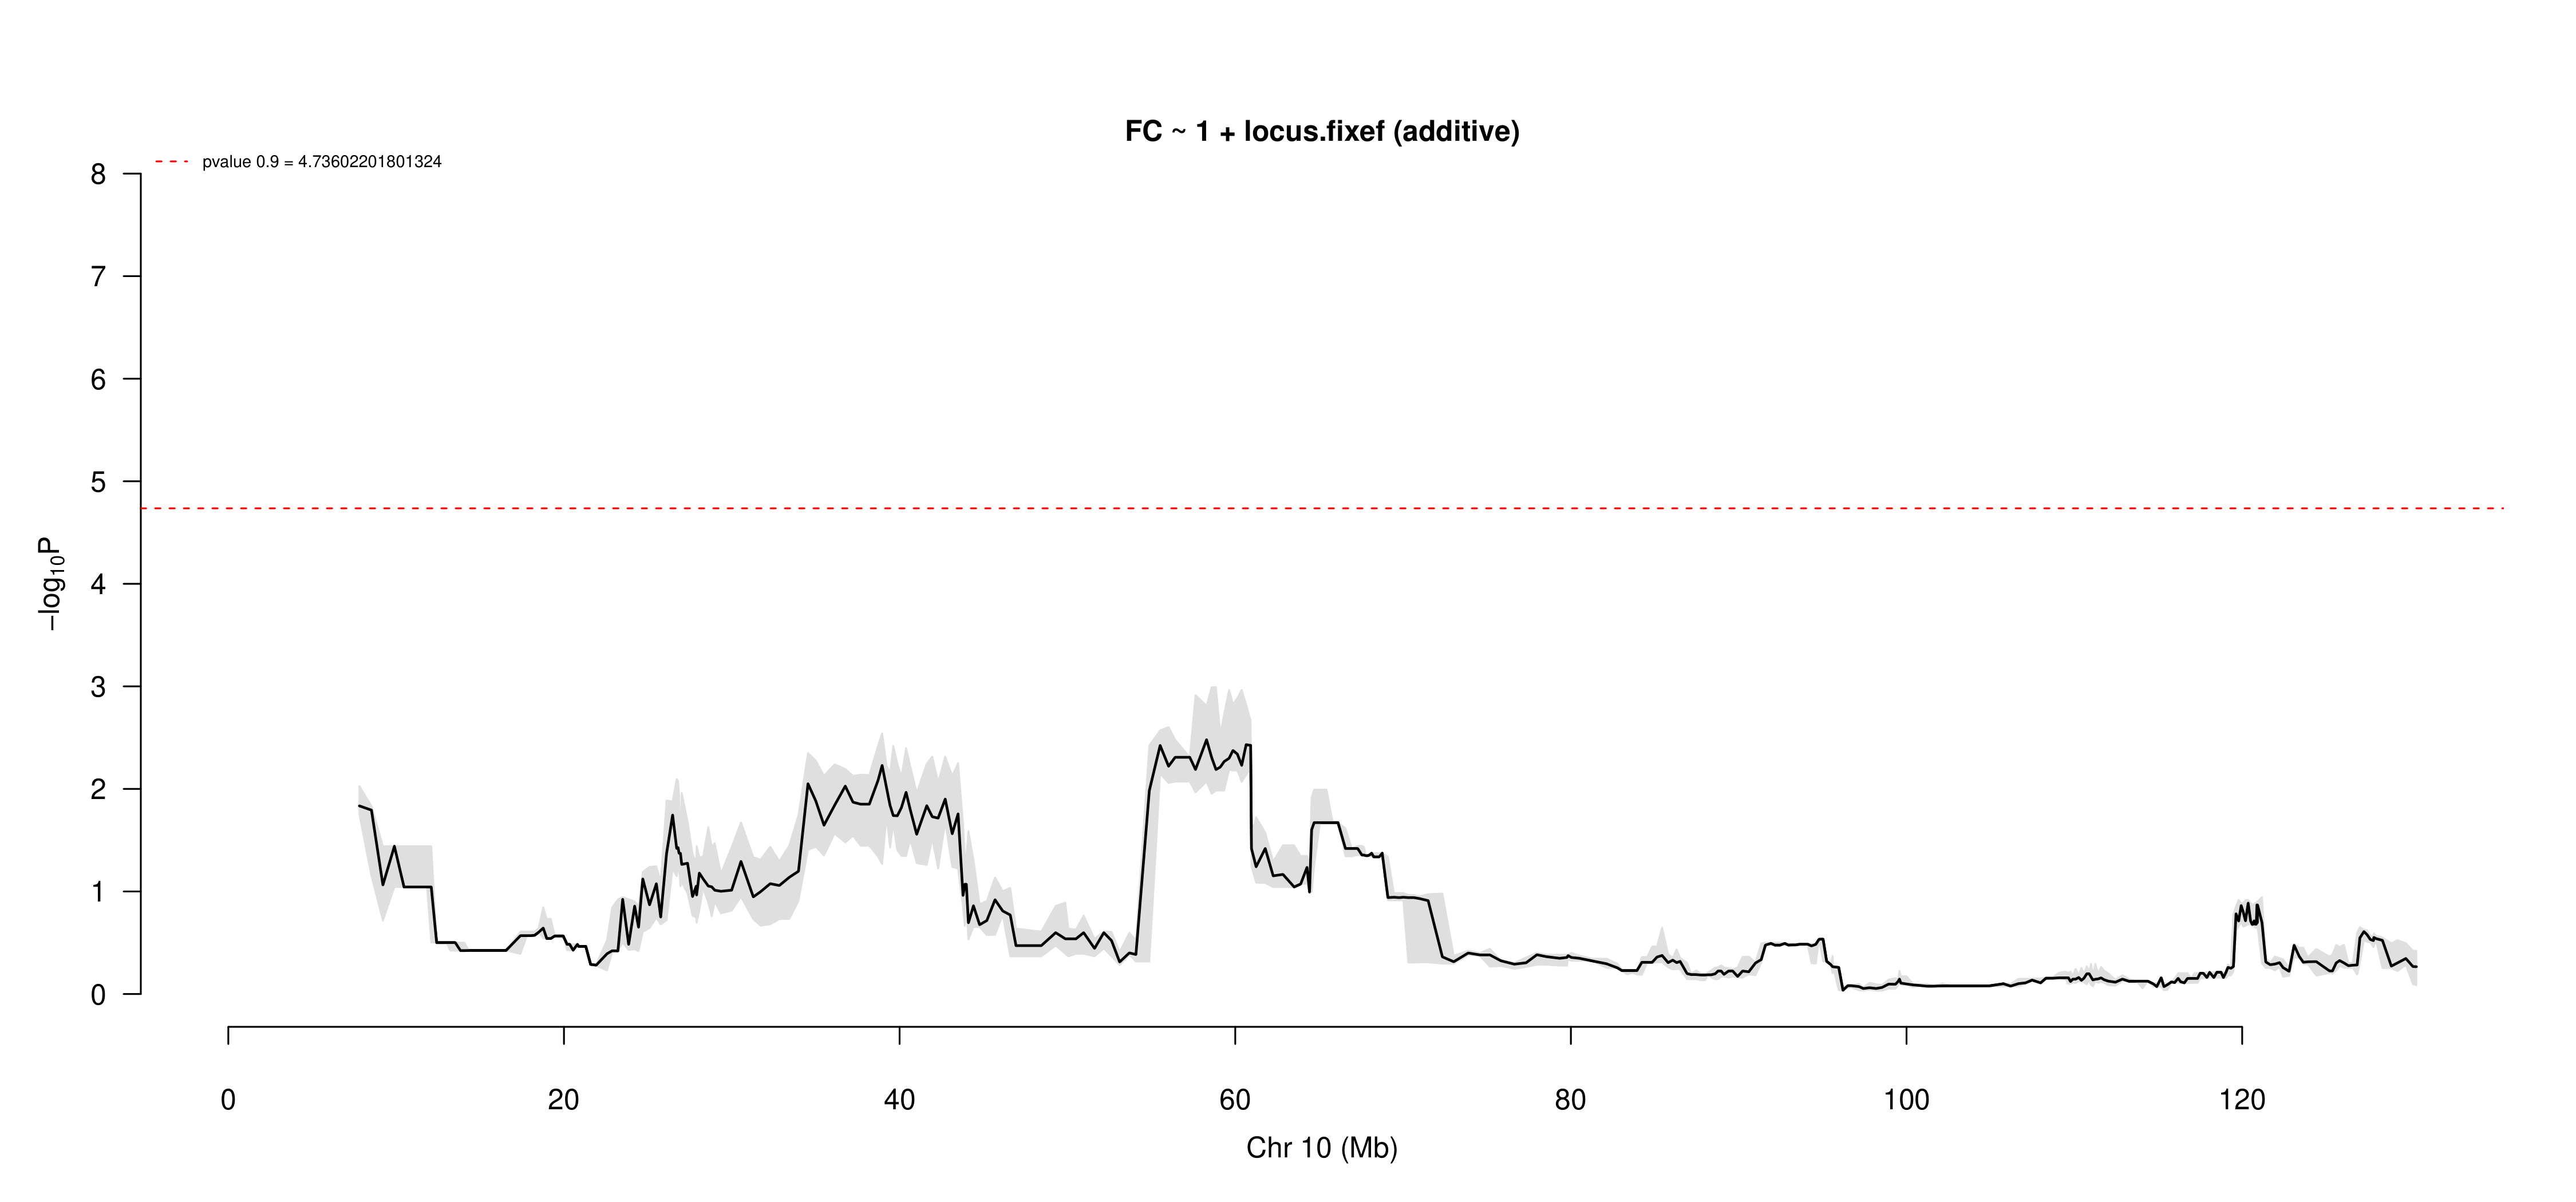 FC ~ 1 + locus.fixef (additive)
pvalue 0.9 = 4.73602201801324
8
7
6
5
4
3
2
1
0
−log10P
0 20 40 60 80 100 120
Chr 10 (Mb)